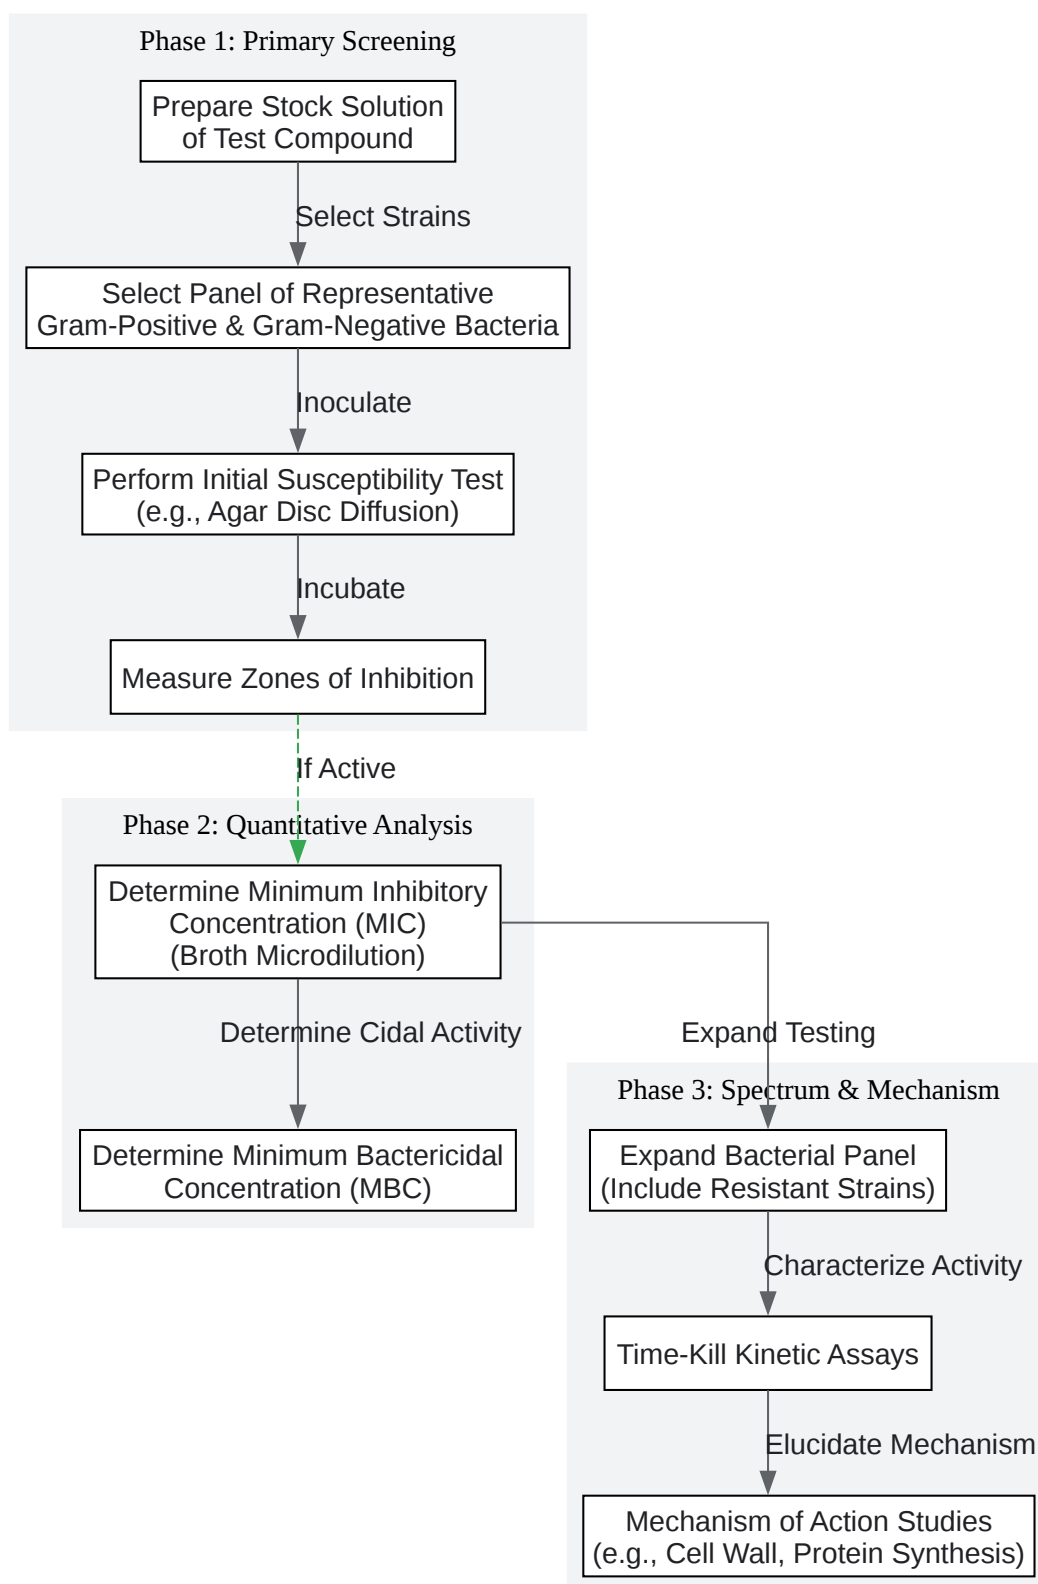 Phase 1: Primary Screening
Prepare Stock Solution
of Test Compound
Select Strains
Select Panel of Representative
Gram-Positive & Gram-Negative Bacteria
Inoculate
Perform Initial Susceptibility Test
(e.g., Agar Disc Diffusion)
Incubate
Measure Zones of Inhibition
If Active
Phase 2: Quantitative Analysis
Determine Minimum Inhibitory
Concentration (MIC)
(Broth Microdilution)
Determine Cidal Activity
Expand Testing
Determine Minimum Bactericidal
Concentration (MBC)
Phase 3: Spectrum & Mechanism
Expand Bacterial Panel
(Include Resistant Strains)
Characterize Activity
Time-Kill Kinetic Assays
Elucidate Mechanism
Mechanism of Action Studies
(e.g., Cell Wall, Protein Synthesis)